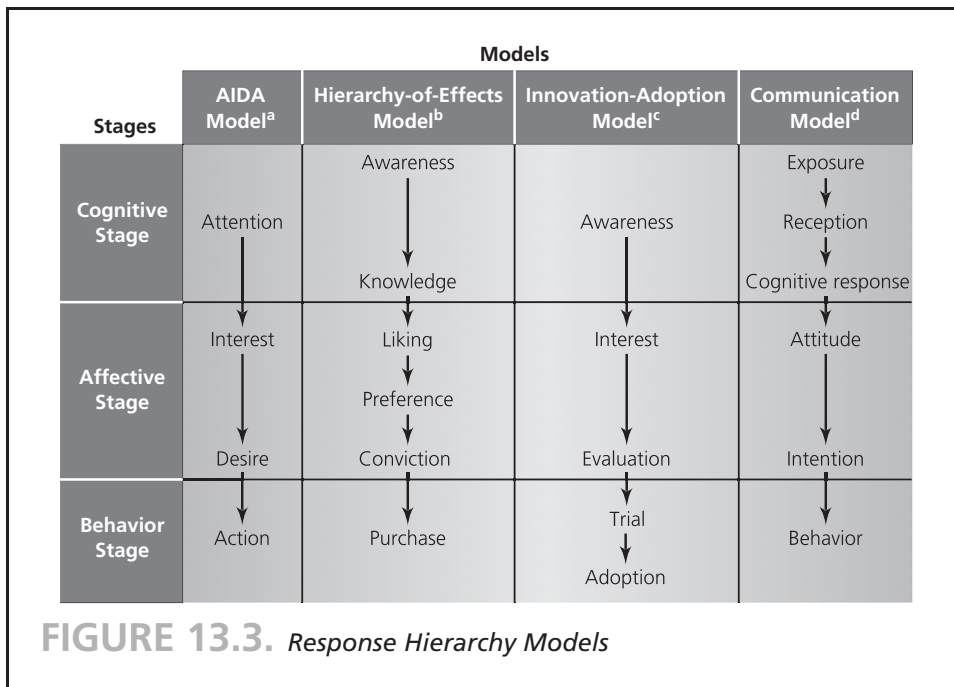 Models
Stages
AIDA
Model^a
Hierarchy-of-Effects
Model^b
Innovation-Adoption
Model^c
Communication
Model^d
Cognitive
Stage
Attention
Awareness
Knowledge
Awareness
Exposure
Reception
Cognitive response
Affective
Stage
Interest
Desire
Liking
Preference
Conviction
Interest
Evaluation
Attitude
Intention
Behavior
Stage
Action
Purchase
Trial
Adoption
Behavior
FIGURE 13.3. Response Hierarchy Models